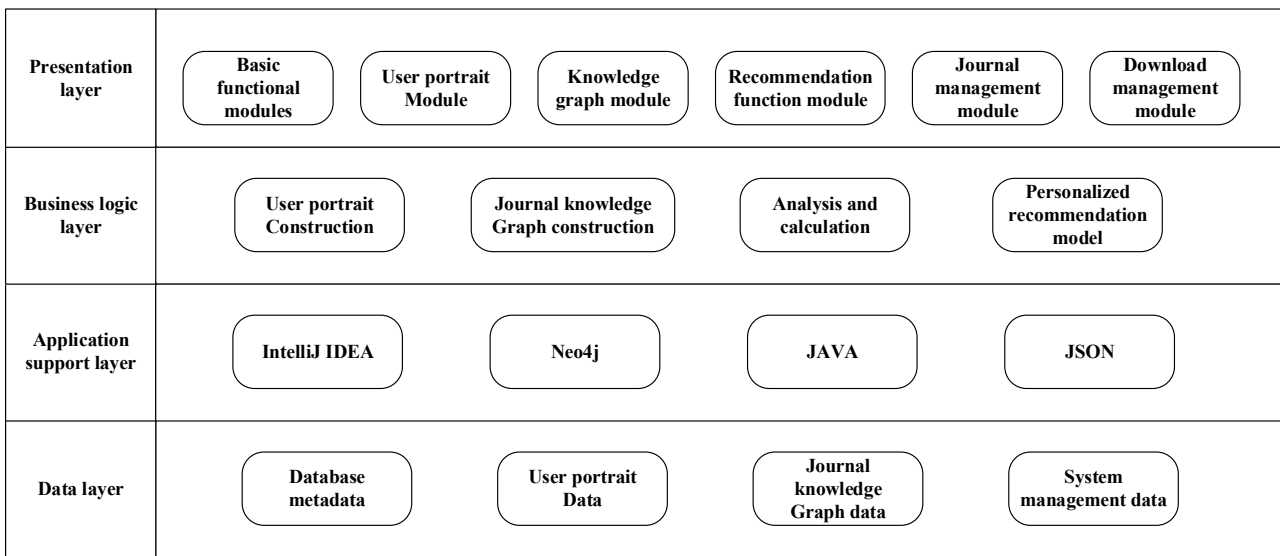 Presentation
layer
Basic
functional
modules
User portrait
Module
Knowledge
graph module
Recommendation
function module
Journal
management
module
Download
management
module
Business logic
layer
User portrait
Construction
Journal knowledge
Graph construction
Analysis and
calculation
Personalized
recommendation
model
Application
support layer
IntelliJ IDEA
Neo4j
JAVA
JSON
Data layer
Database
metadata
User portrait
Data
Journal
knowledge
Graph data
System
management data